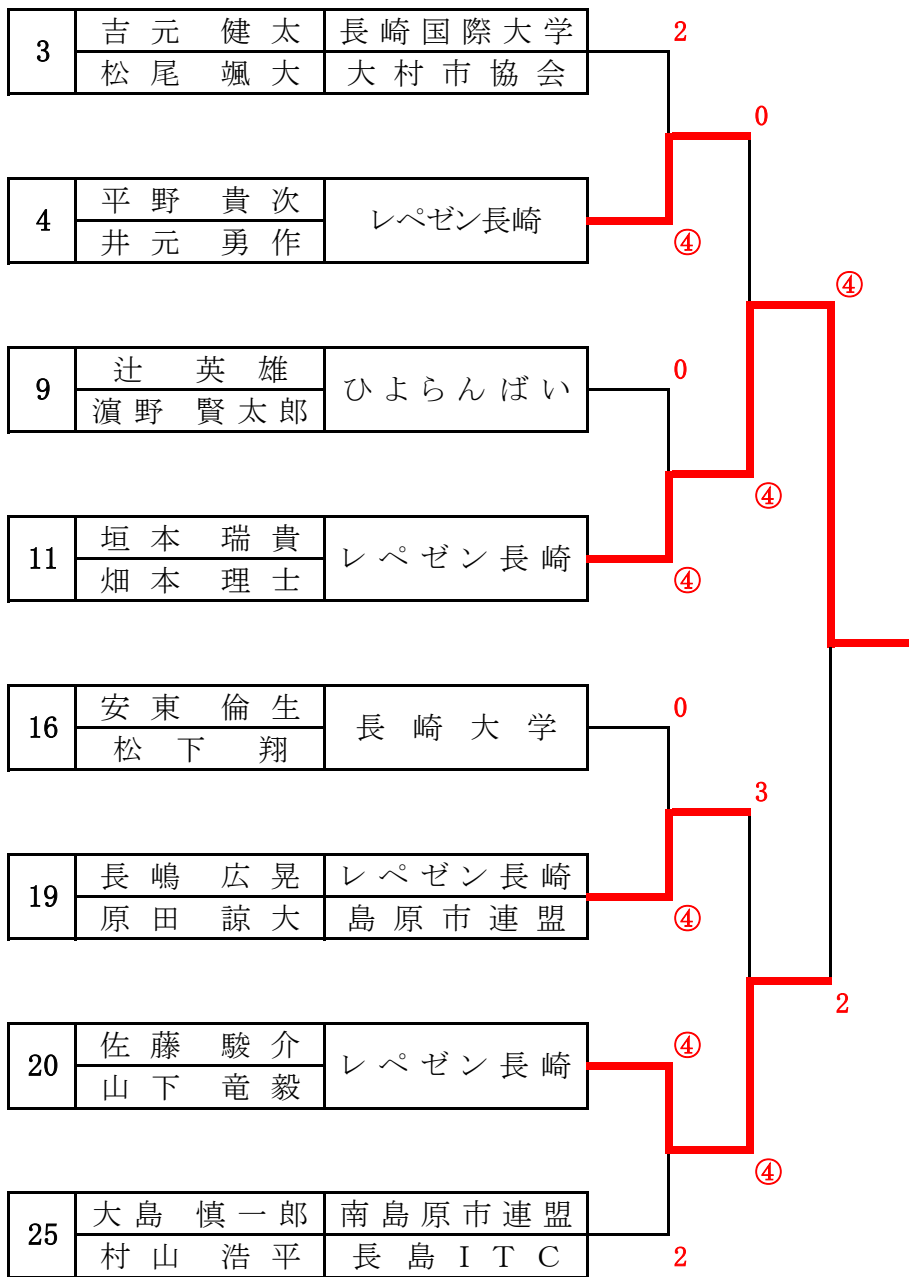 吉元 健太 長崎国際大学 2
3
松尾 颯大 大村市協会
0
平野 貴次
4 レペゼン長崎
井元 勇作 ④
④
辻 英雄 0
9 ひよらんばい
濵野 賢太郎
④
垣本 瑞貴
11 レペゼン長崎
畑本 理士 ④
安東 倫生 0
16 長崎大学
松下 翔
3
長嶋 広晃 レペゼン長崎
19
原田 諒大 島原市連盟 ④
2
佐藤 駿介 ④
20 レペゼン長崎
山下 竜毅
④
大島 慎一郎 南島原市連盟
25
村山 浩平 長島ITC 2